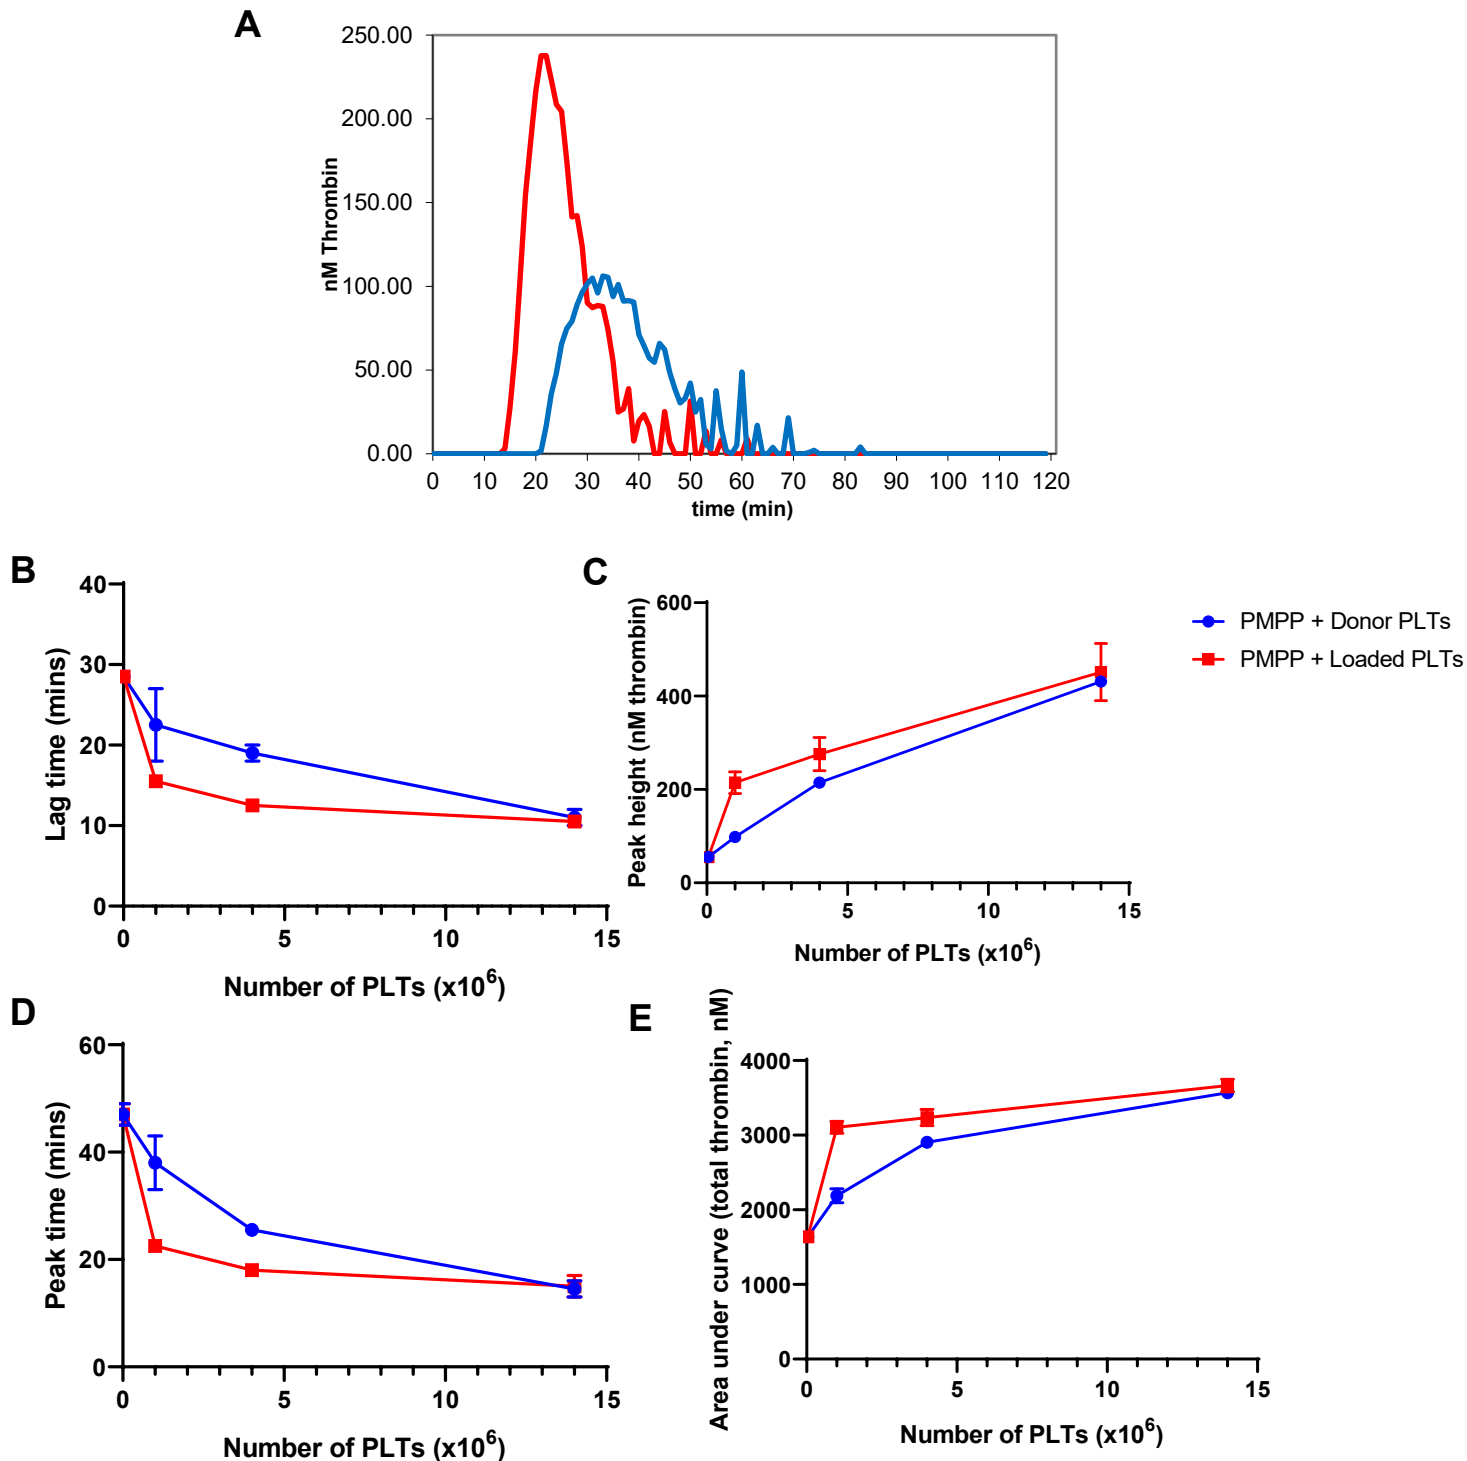 A
250.00
200.00
150.00
100.00
50.00
0.00
nM Thrombin
0 10 20 30 40 50 60 70 80 90 100 110 120
time (min)
B
40
30
20
10
0
Lag time (mins)
0 5 10 15
Number of PLTs (x10⁶)
C
600
400
200
0
Peak height (nM thrombin)
0 5 10 15
Number of PLTs (x10⁶)
PMPP + Donor PLTs
PMPP + Loaded PLTs
D
60
40
20
0
Peak time (mins)
0 5 10 15
Number of PLTs (x10⁶)
E
4000
3000
2000
1000
0
Area under curve (total thrombin, nM)
0 5 10 15
Number of PLTs (x10⁶)